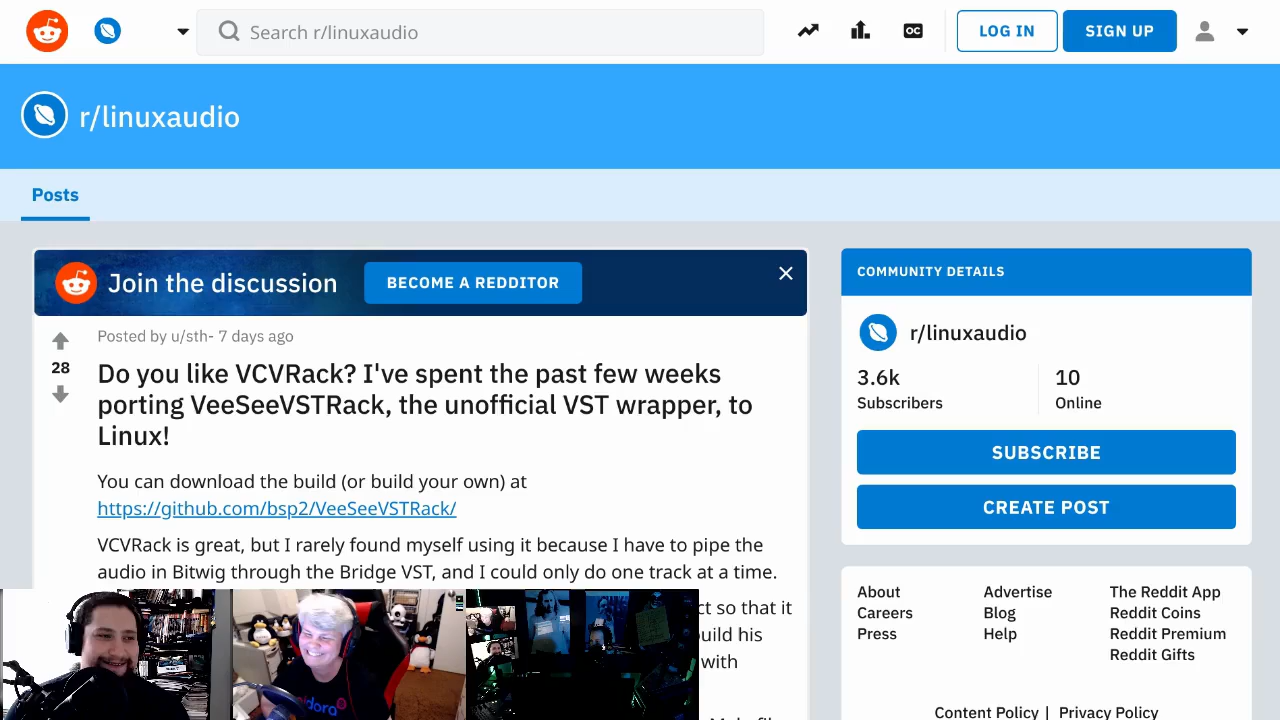 Search r/linuxaudio
OC
LOG IN
SIGN UP
r/linuxaudio
Posts
Join the discussion
BECOME A REDDITOR
COMMUNITY DETAILS
Posted by u/sth- 7 days ago
28
Do you like VCVRack? I've spent the past few weeks
porting VeeSeeVSTRack, the unofficial VST wrapper, to
Linux!
r/linuxaudio
3.6k
10
Subscribers
Online
SUBSCRIBE
CREATE POST
You can download the build (or build your own) at
https://github.com/bsp2/VeeSeeVSTRack/
VCVRack is great, but I rarely found myself using it because I have to pipe the
audio in Bitwig through the Bridge VST, and I could only do one track at a time.
so that it
his
with
About
Advertise
The Reddit App
Careers
Blog
Reddit Coins
Press
Help
Reddit Premium
Reddit Gifts
Content Policy |
Privacy Policy